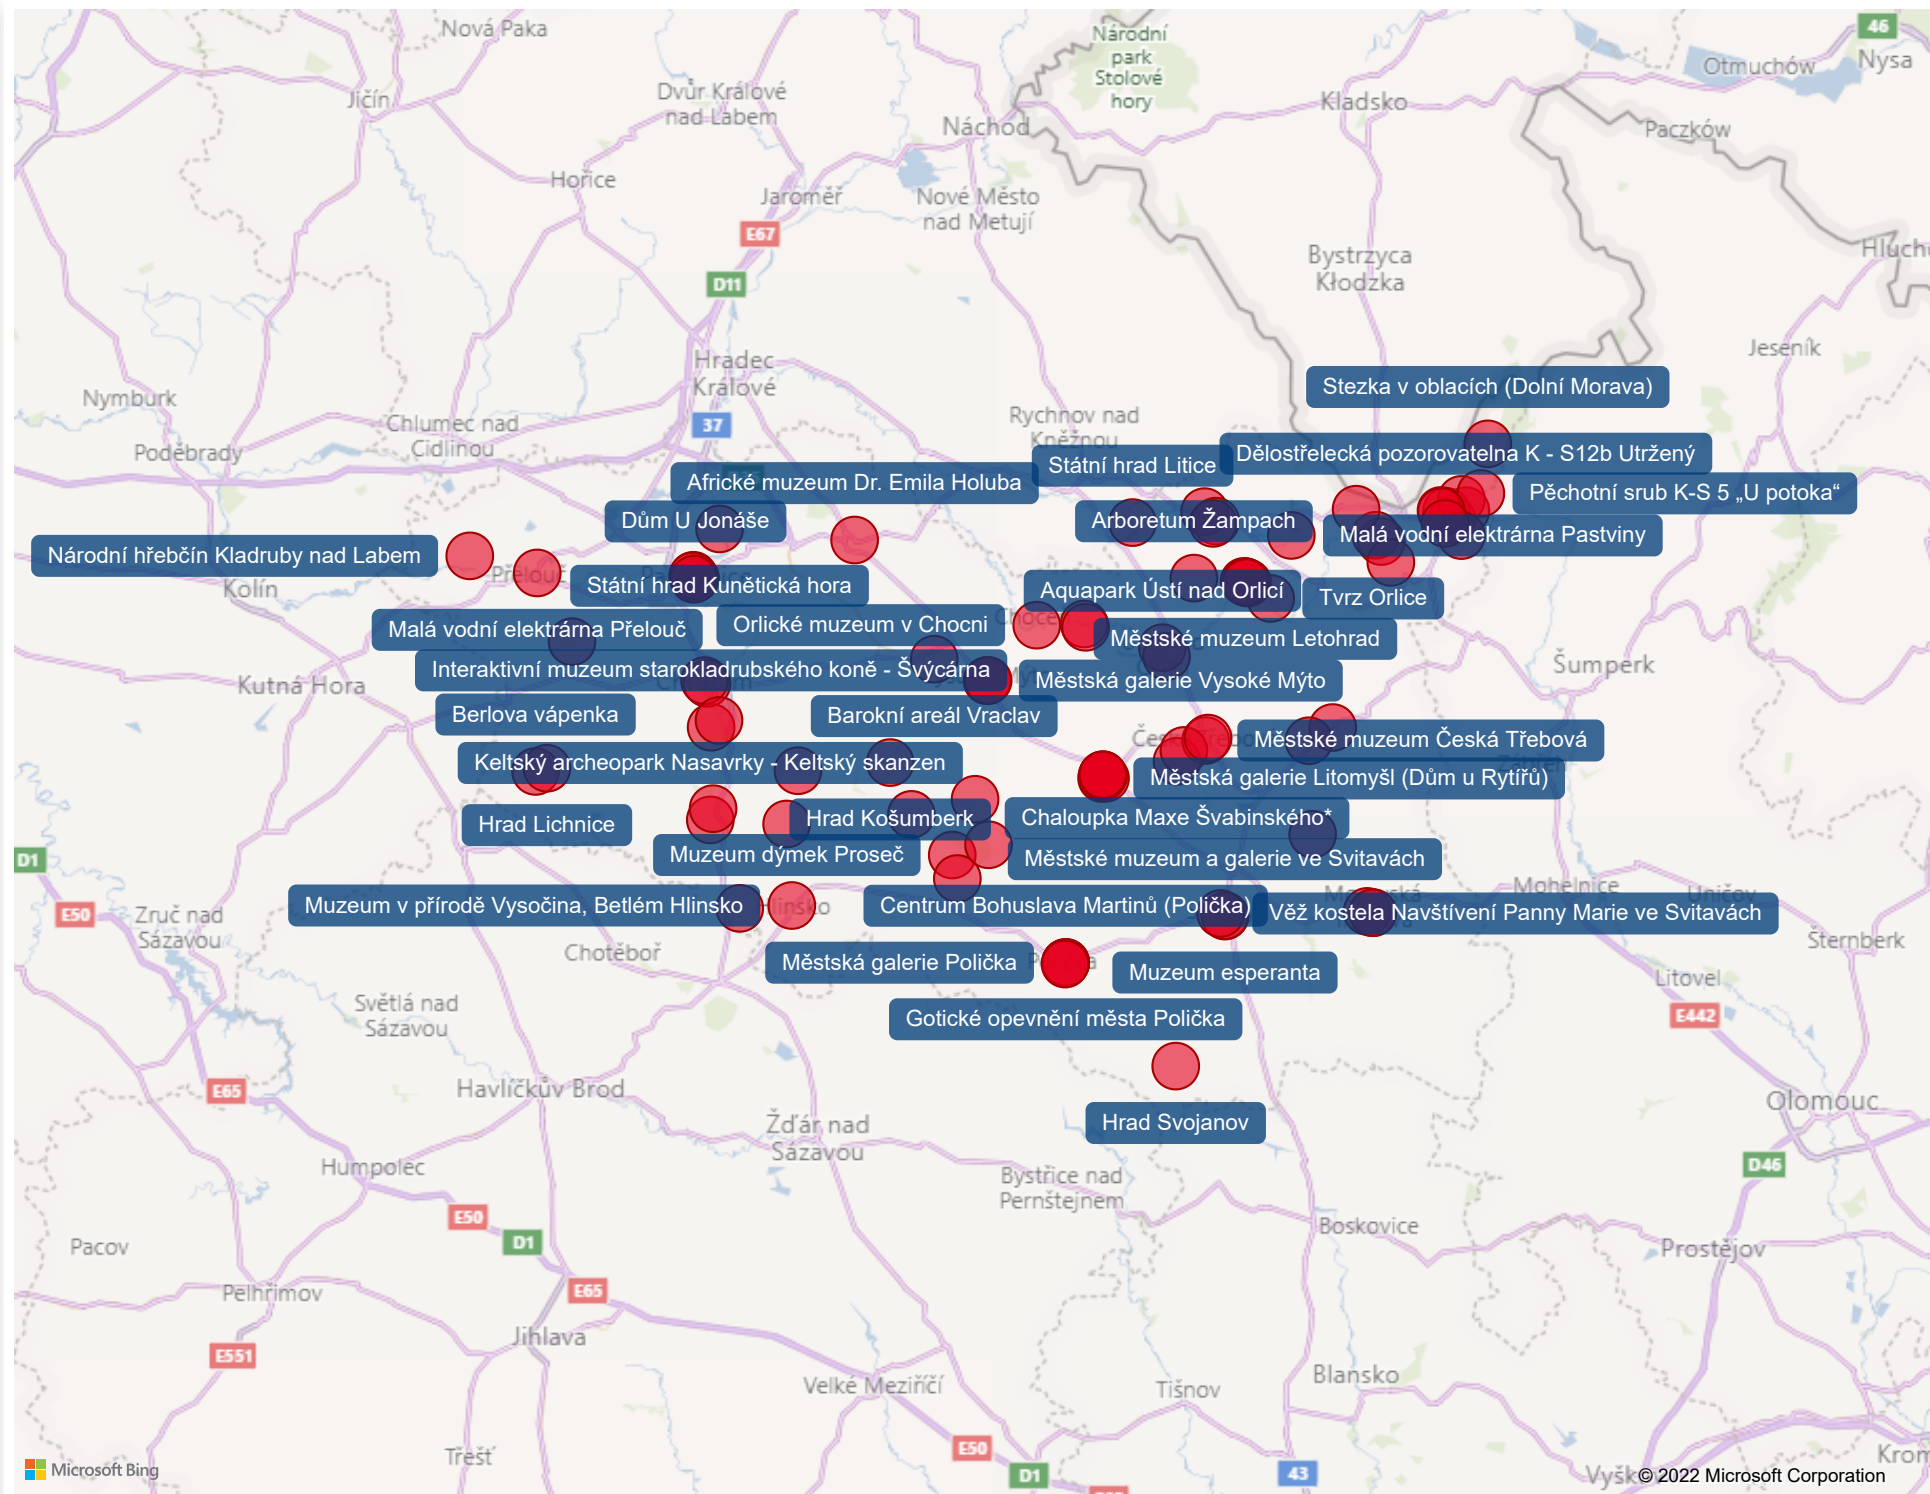 Nová Paka
Národní
park
Stolové
hory
46
Nysa
Otmuchów
Jičín
Dvůr Králové
nad Labem
Náchod
Kladsko
Paczków
Hořice
Jaroměř
Nové Město
nad Metují
E67
D11
Bystrzyca
Kłodzka
Hlucho
Jeseník
Hradec
Králové
Nymburk
Stezka v oblacích (Dolní Morava)
Chlumec nad
Cidlinou
37
Rychnov nad
Kněžnou
Poděbrady
Státní hrad Litice
Dělostřelecká pozorovatelna K - S12b Utržený
Africké muzeum Dr. Emila Holuba
Pěchotní srub K-S 5 „U potoka“
Dům U Jonáše
Arboretum Žampach
Malá vodní elektrárna Pastviny
Národní hřebčín Kladruby nad Labem
Přelouč
Kolín
Státní hrad Kunětická hora
Aquapark Ústí nad Orlicí
Tvrz Orlice
Malá vodní elektrárna Přelouč
Orlické muzeum v Chocni
Choceň
Městské muzeum Letohrad
Interaktivní muzeum starokladrubského koně - Švýcárna
Městská galerie Vysoké Mýto
Šumperk
Kutná Hora
Berlova vápenka
Barokní areál Vraclav
Městské muzeum Česká Třebová
Keltský archeopark Nasavrky - Keltský skanzen
Městská galerie Litomyšl (Dům u Rytířů)
Zábřeh
Hrad Lichnice
Hrad Košumberk
Chaloupka Maxe Švabinského*
Muzeum dýmek Proseč
Městské muzeum a galerie ve Svitavách
D1
Mohelnice
Uničov
E50
Zruč nad
Sázavou
Muzeum v přírodě Vysočina, Betlém Hlinsko
Hlinsko
Centrum Bohuslava Martinů (Polička)
Věž kostela Navštívení Panny Marie ve Svitavách
Chotěboř
Šternberk
Městská galerie Polička
Muzeum esperanta
Litovel
Světlá nad
Sázavou
Gotické opevnění města Polička
E442
E65
Havlíčkův Brod
Hrad Svojanov
Olomouc
Žďár nad
Sázavou
Humpolec
Bystřice nad
Pernštejnem
D46
E50
D1
Boskovice
Pacov
Prostějov
Pelhřimov
E65
Jihlava
E551
Velké Meziříčí
Tišnov
Blansko
Třešť
E50
D1
43
Microsoft Bing
© 2022 Microsoft Corporation